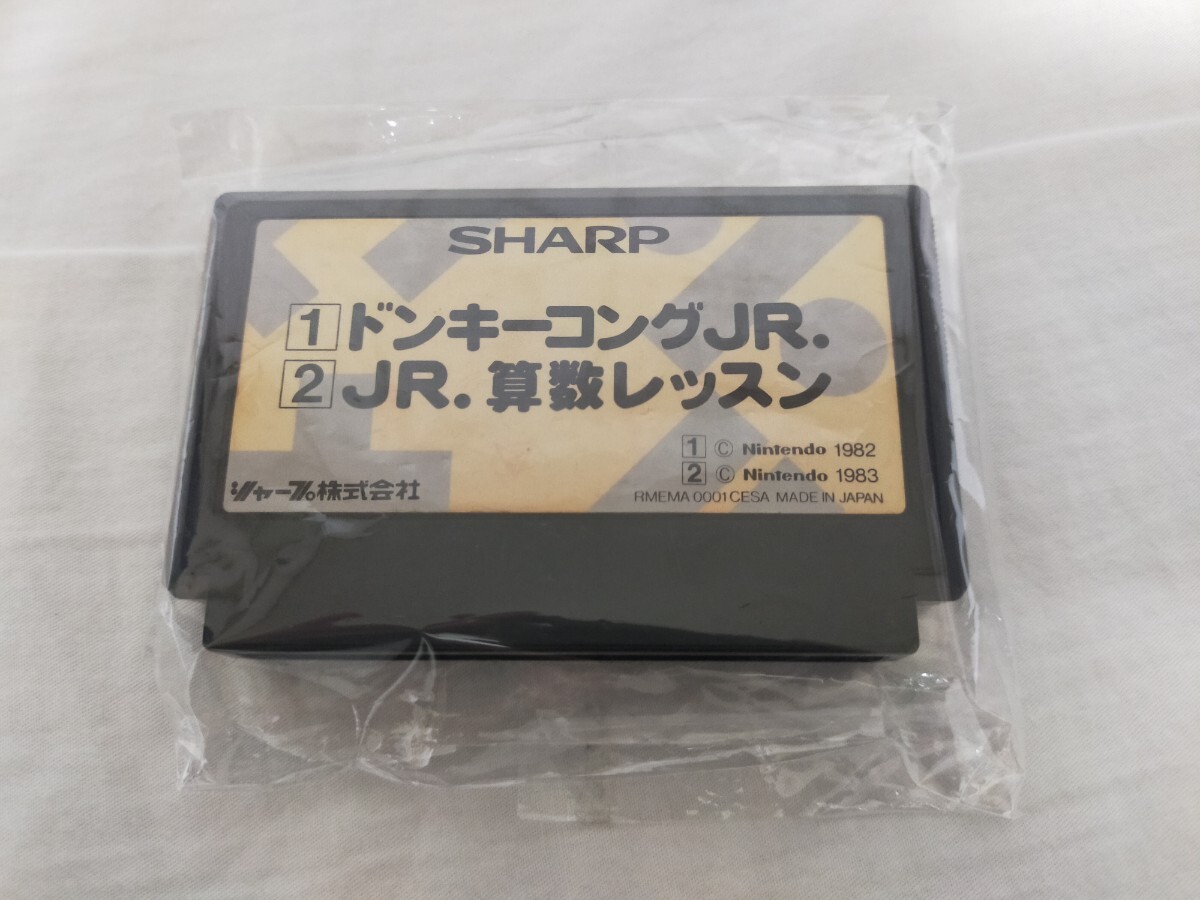 SHARP
1 ドンキーコングJR.
2 JR. 算数レッスン
1 © Nintendo 1982
2 © Nintendo 1983
シャープ株式会社
RMEMA 0001CESA MADE IN JAPAN